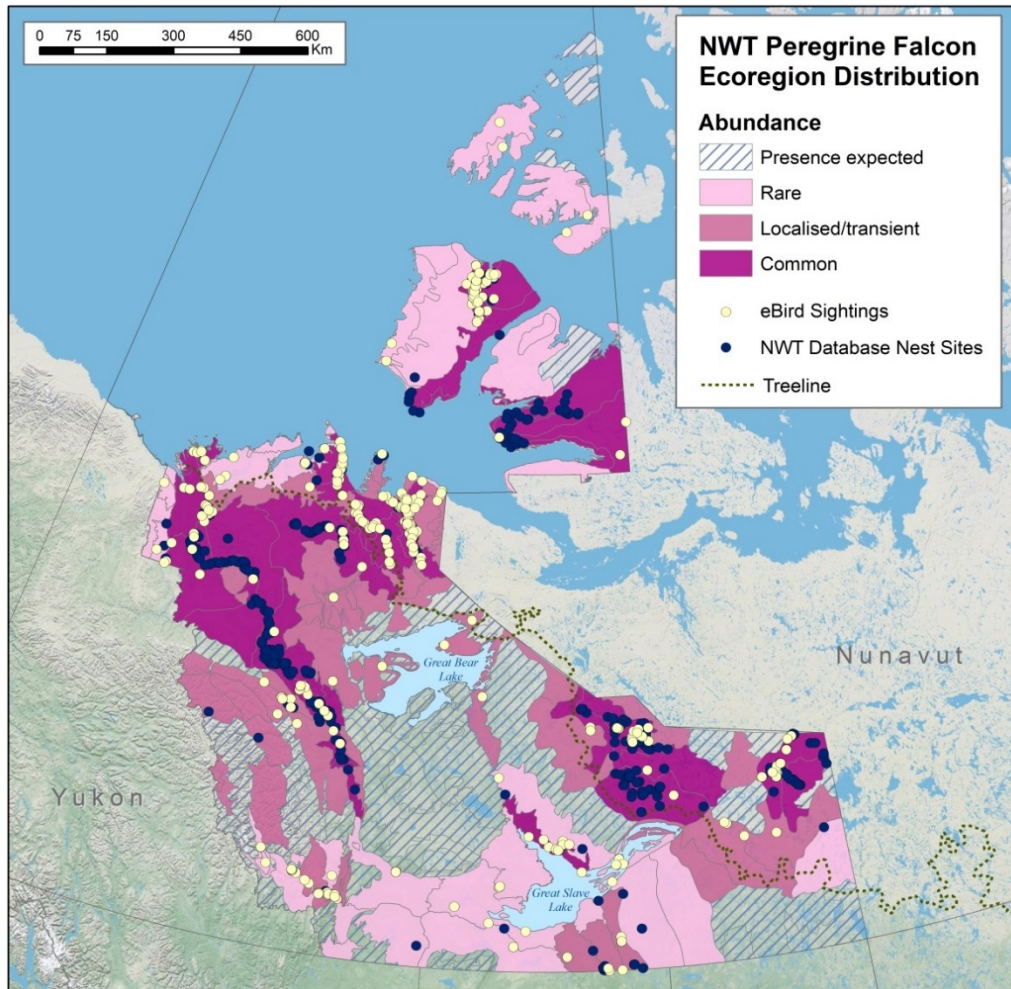 0 75 150 300 450 600
Km
NWT Peregrine Falcon
Ecoregion Distribution
Abundance
Presence expected
Rare
Localised/transient
Common
eBird Sightings
NWT Database Nest Sites
Treeline
Great Bear
Lake
Nunavut
Yukon
Great Slave
Lake